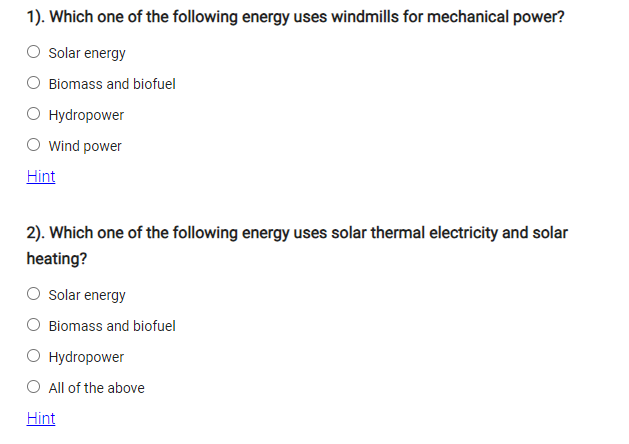 1). Which one of the following energy uses windmills for mechanical power?
Solar energy
Biomass and biofuel
Hydropower
Wind power
Hint
2). Which one of the following energy uses solar thermal electricity and solar
heating?
Solar energy
Biomass and biofuel
Hydropower
All of the above
Hint